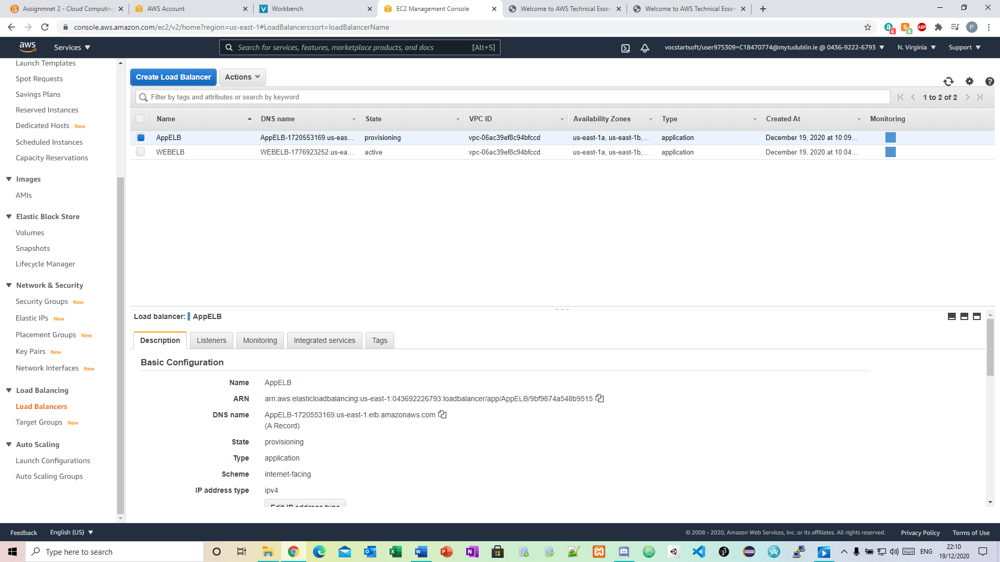 Assignmnet 2 - Cloud Computing
AWS Account
Workbench
EC2 Management Console
Welcome to AWS Technical Essen
Welcome to AWS Technical Essen
console.aws.amazon.com/ec2/v2/home?region=us-east-1#LoadBalancers:sort=loadBalancerName
6
8
ABP
P
aws
Services
Search for services, features, marketplace products, and docs
[Alt+S]
vocstartsoft/user975309=C18470774@mytudublin.ie @ 0436-9222-6793
N. Virginia
Support
Launch Templates
Spot Requests
Savings Plans
Reserved Instances
Dedicated Hosts New
Scheduled Instances
Capacity Reservations
Images
AMIs
Elastic Block Store
Volumes
Snapshots
Lifecycle Manager
Network & Security
Security Groups New
Elastic IPs New
Placement Groups New
Key Pairs New
Network Interfaces New
Load Balancing
Load Balancers
Target Groups New
Auto Scaling
Launch Configurations
Auto Scaling Groups
Create Load Balancer
Actions
Filter by tags and attributes or search by keyword
1 to 2 of 2
Name DNS name State VPC ID Availability Zones Type Created At Monitoring
AppELB AppELB-1720553169.us-eas... provisioning vpc-06ac39ef8c94bfccd us-east-1a, us-east-1b,... application December 19, 2020 at 10:09...
WEBELB WEBELB-1776923252.us-ea... active vpc-06ac39ef8c94bfccd us-east-1a, us-east-1b,... application December 19, 2020 at 10:04...
Load balancer: AppELB
Description Listeners Monitoring Integrated services Tags
Basic Configuration
Name AppELB
ARN arn:aws:elasticloadbalancing:us-east-1:043692226793:loadbalancer/app/AppELB/9bf9874a548b9515
DNS name AppELB-1720553169.us-east-1.elb.amazonaws.com
(A Record)
State provisioning
Type application
Scheme internet-facing
IP address type ipv4
Edit IP address type
Feedback
English (US)
© 2008 - 2020, Amazon Web Services, Inc. or its affiliates. All rights reserved.
Privacy Policy
Terms of Use
Type here to search
ENG
22:10
19/12/2020